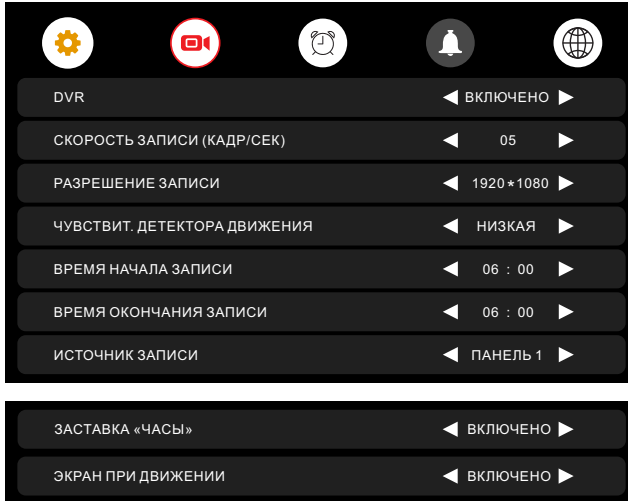 DVR ВКЛЮЧЕНО
СКОРОСТЬ ЗАПИСИ (КАДР/СЕК) 05
РАЗРЕШЕНИЕ ЗАПИСИ 1920*1080
ЧУВСТВИТ. ДЕТЕКТОРА ДВИЖЕНИЯ НИЗКАЯ
ВРЕМЯ НАЧАЛА ЗАПИСИ 06 : 00
ВРЕМЯ ОКОНЧАНИЯ ЗАПИСИ 06 : 00
ИСТОЧНИК ЗАПИСИ ПАНЕЛЬ 1
ЗАСТАВКА «ЧАСЫ» ВКЛЮЧЕНО
ЭКРАН ПРИ ДВИЖЕНИИ ВКЛЮЧЕНО